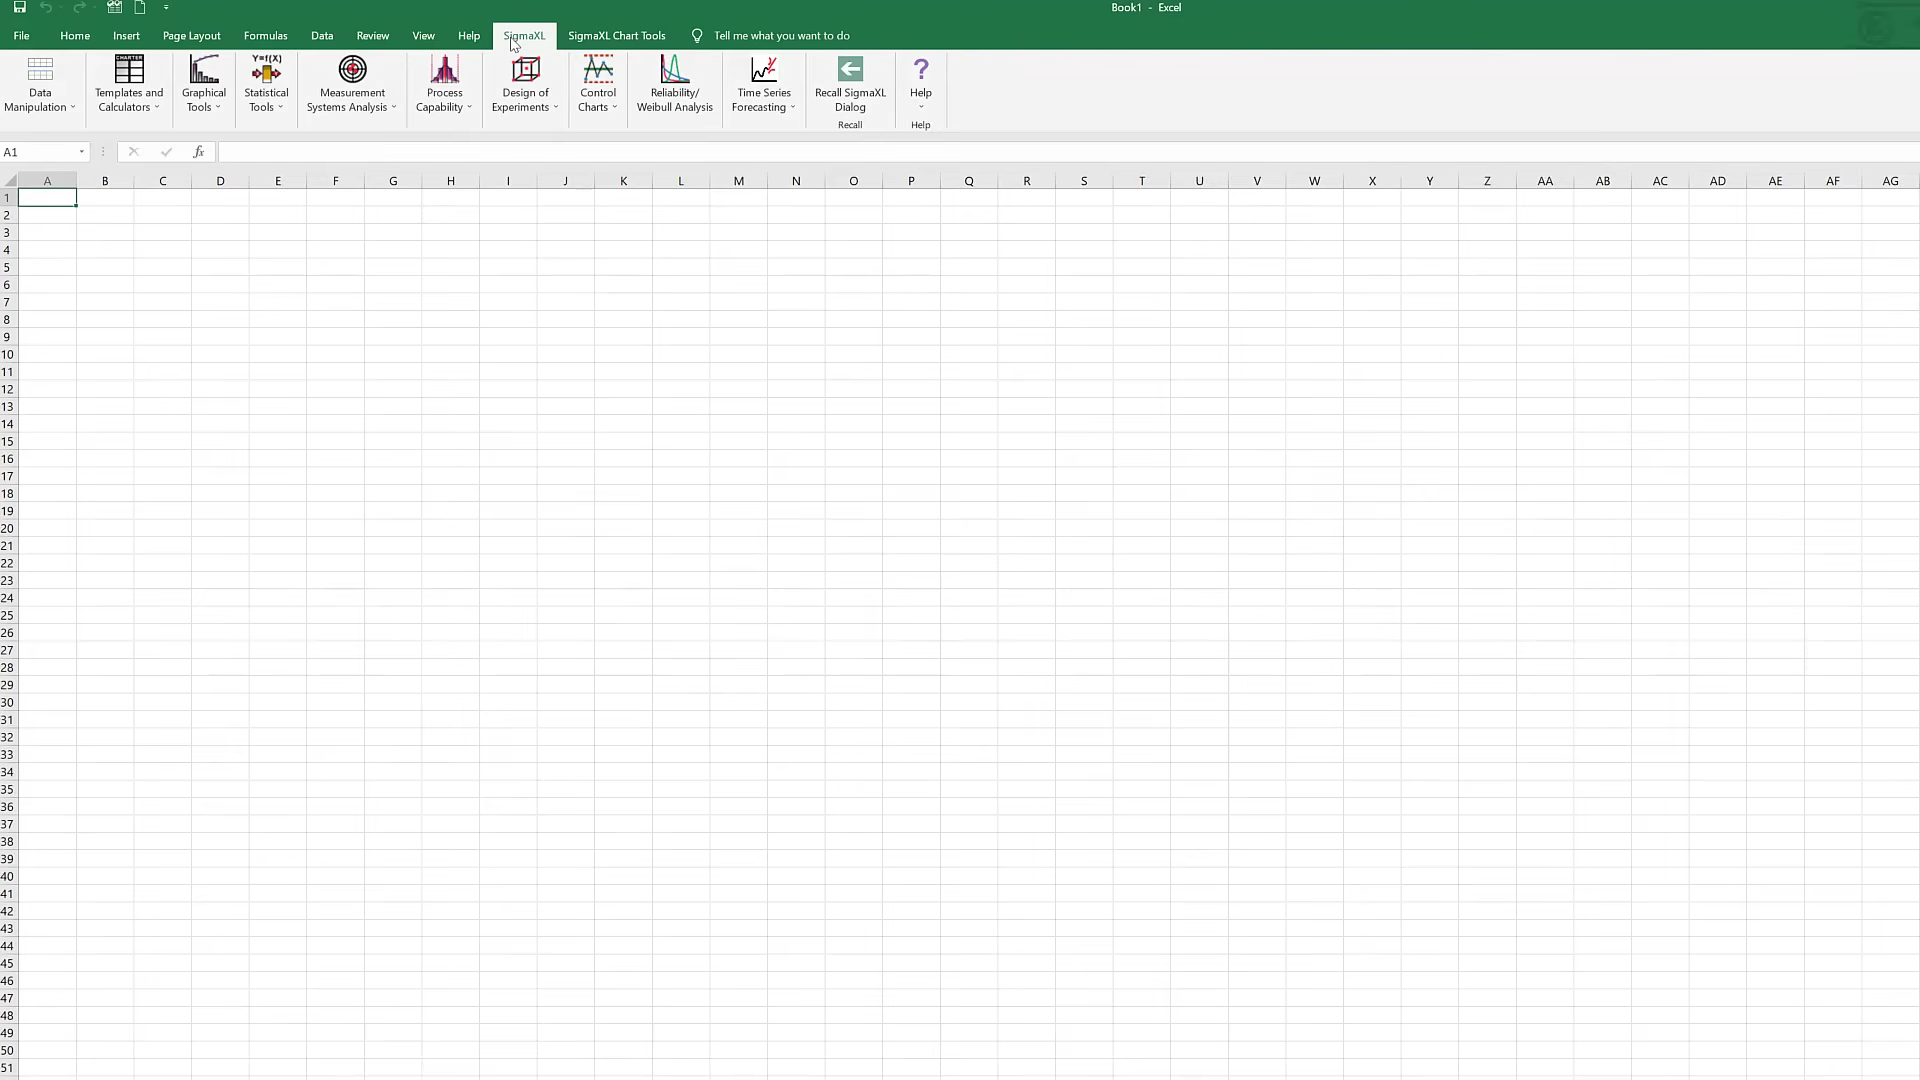 Book1 - Excel
File Home Insert Page Layout Formulas Data Review View Help SigmaXL SigmaXL Chart Tools Tell me what you want to do
Y=f(X)
CHARTER
Data Manipulation
Templates and Calculators
Graphical Tools
Statistical Tools
Measurement Systems Analysis
Process Capability
Design of Experiments
Control Charts
Reliability/ Weibull Analysis
Time Series Forecasting
Recall SigmaXL Dialog
Help
Recall
Help
A1
fx
A B C D E F G H I J K L M N O P Q R S T U V W X Y Z AA AB AC AD AE AF AG
1
2
3
4
5
6
7
8
9
10
11
12
13
14
15
16
17
18
19
20
21
22
23
24
25
26
27
28
29
30
31
32
33
34
35
36
37
38
39
40
41
42
43
44
45
46
47
48
49
50
51